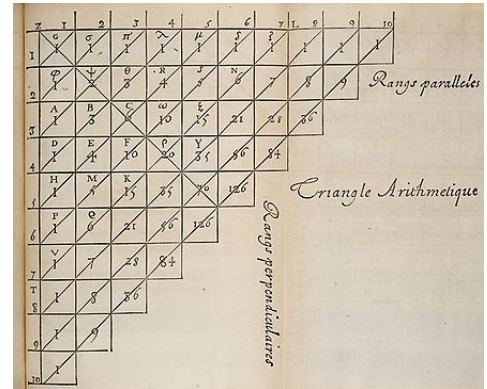 Z 1 2 3 4 5 6 7 L 8 9 10
G σ π λ μ
1 1 1 1 1 1 1 1 1 1 1
φ ψ θ R S N
2 1 2 3 4 5 6 7 8 9 Rangs paralleles
A B C ω ξ
3 1 3 6 10 15 21 28 36
D E F ρ Y
4 1 4 10 20 35 56 84
H M K
5 1 5 15 35 70 126 Triangle Arithmetique
P Q
6 1 6 21 56 126
V
7 1 7 28 84
T
8 1 8 36
9 1 9
10 1
Rangs perpendiculaires